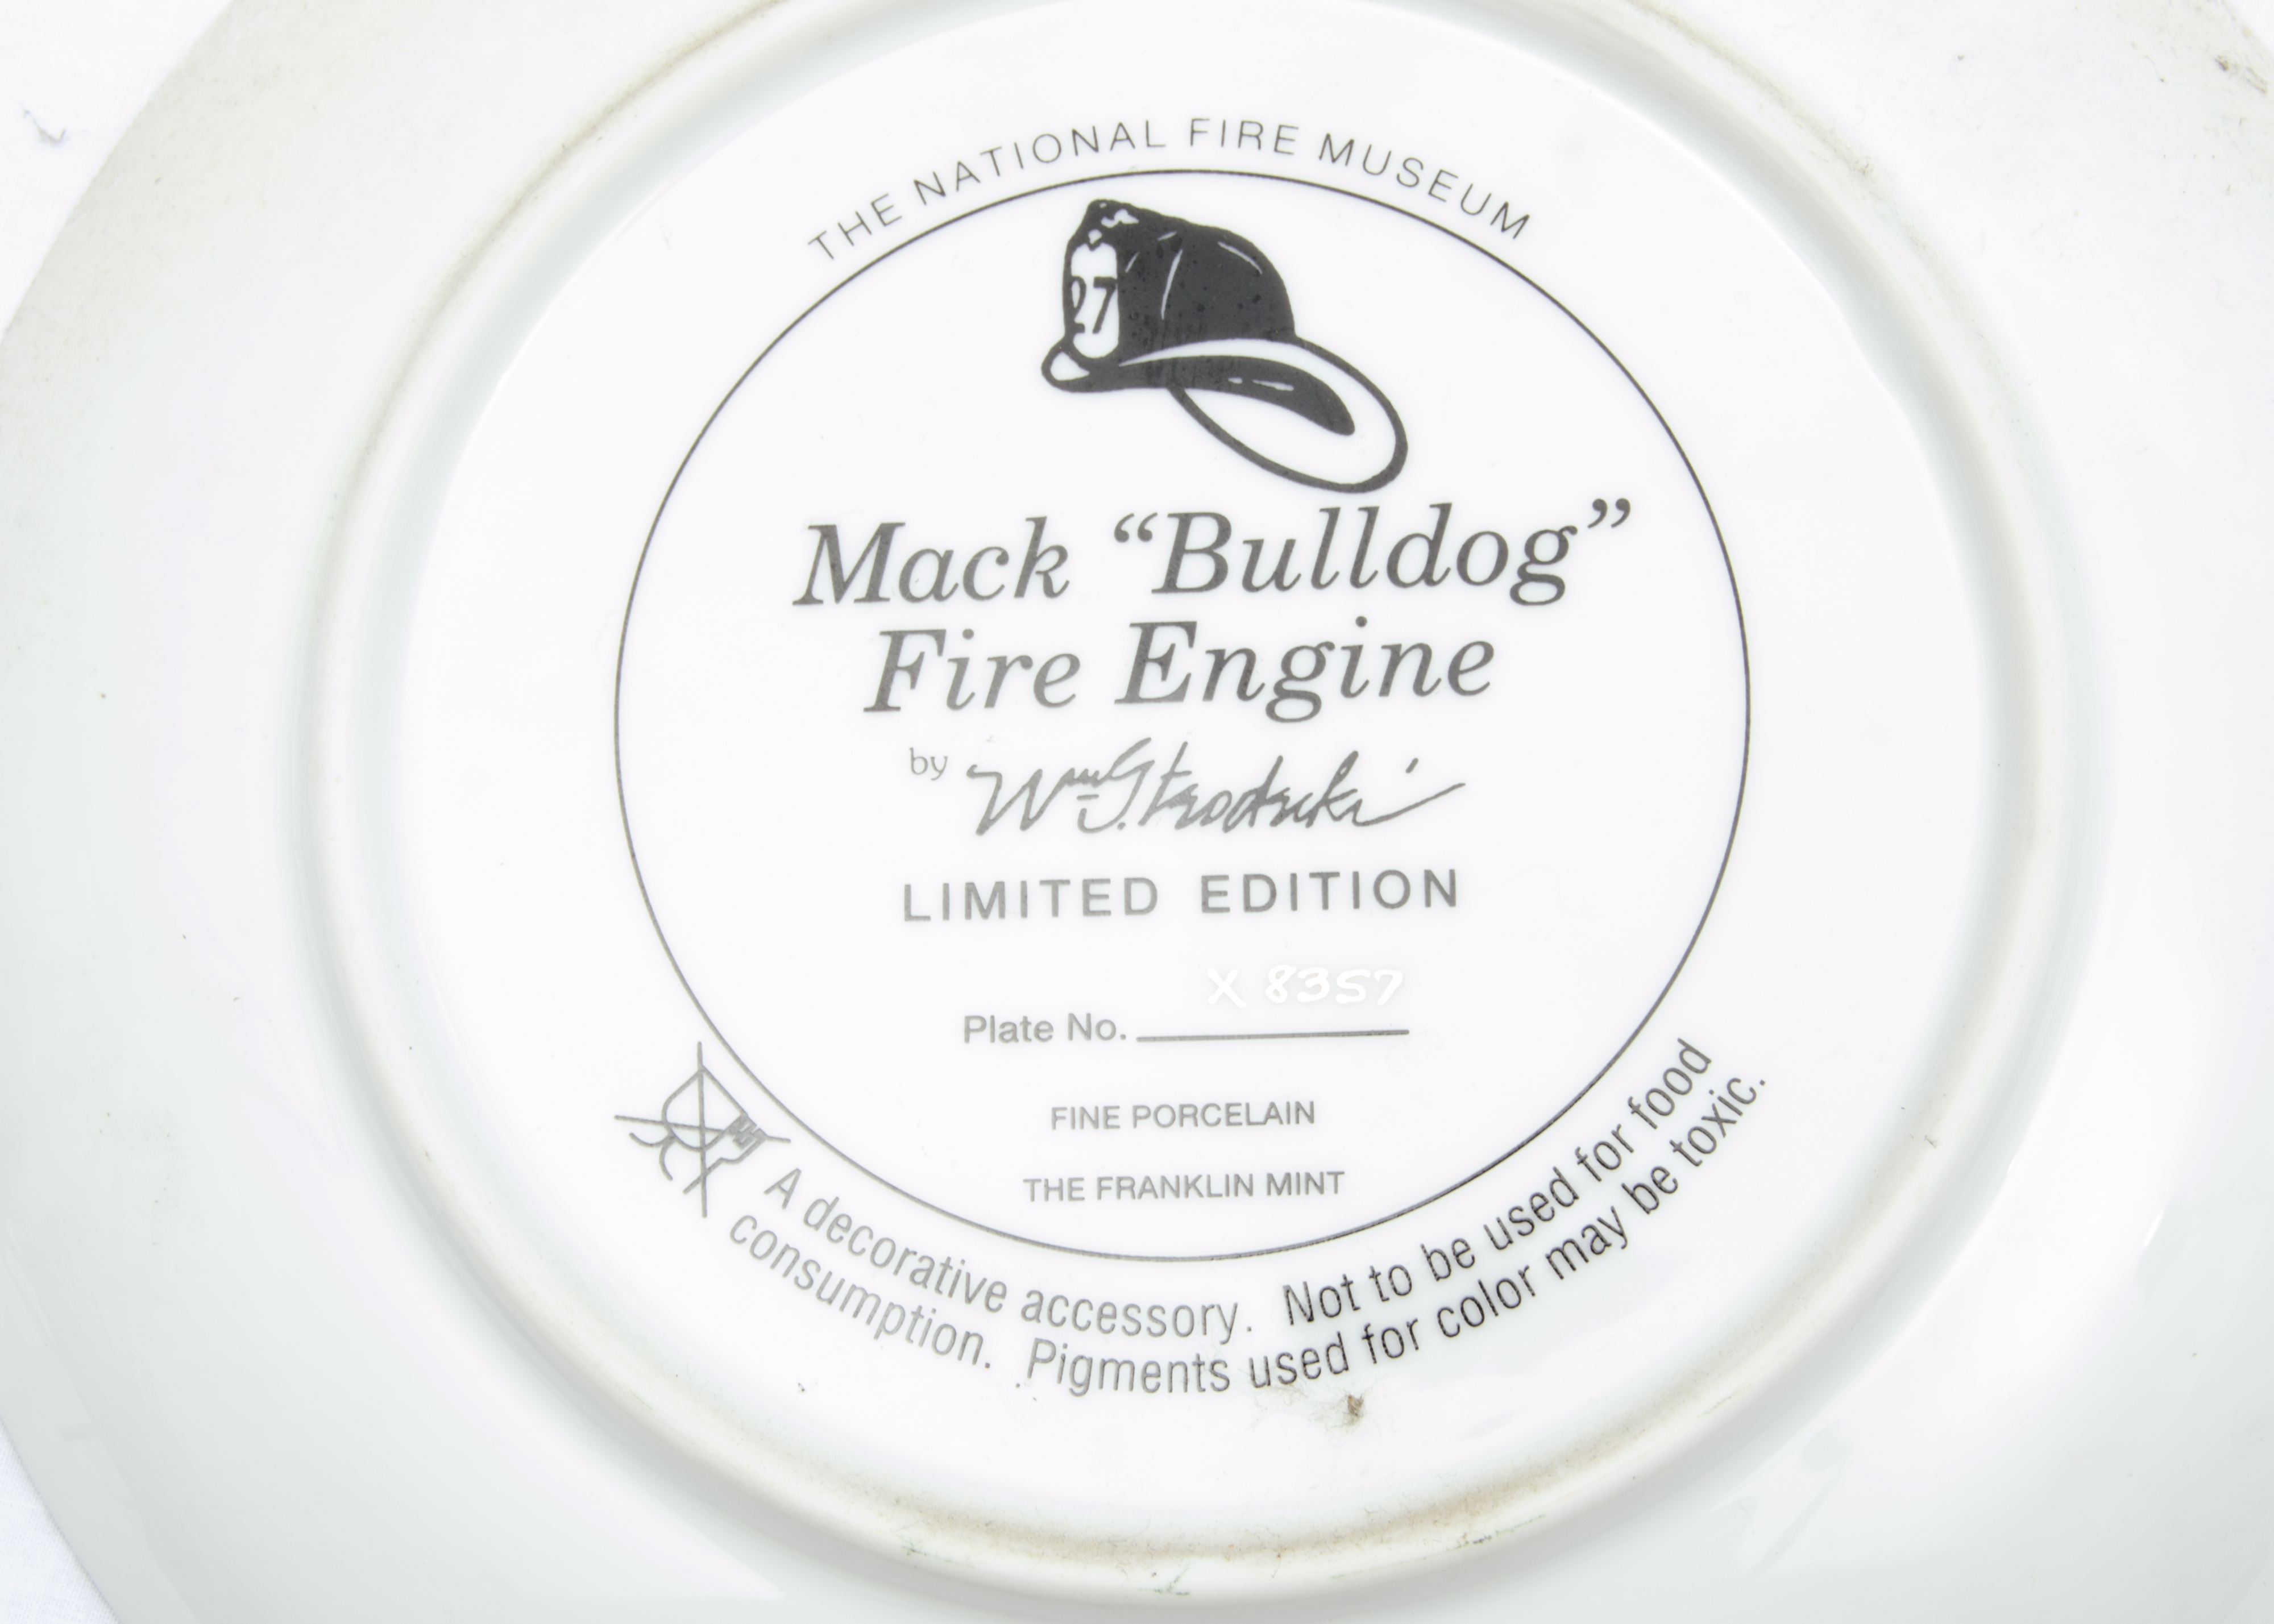 THE NATIONAL FIRE MUSEUM
27
Mack “Bulldog”
Fire Engine
by
LIMITED EDITION
X 8357
Plate No.
FINE PORCELAIN
THE FRANKLIN MINT
A decorative accessory. Not to be used for food
consumption. Pigments used for color may be toxic.